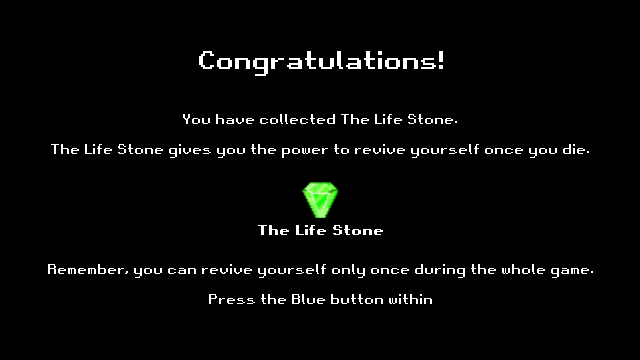 Congratulations!
You have collected The Life Stone.
The Life Stone gives you the power to revive yourself once you die.
The Life Stone
Remember, you can revive yourself only once during the whole game.
Press the Blue button within